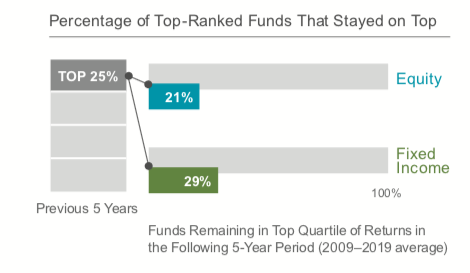 Percentage of Top-Ranked Funds That Stayed on Top
TOP 25%
Equity
21%
Fixed
Income
29%
100%
Previous 5 Years
Funds Remaining in Top Quartile of Returns in
the Following 5-Year Period (2009–2019 average)